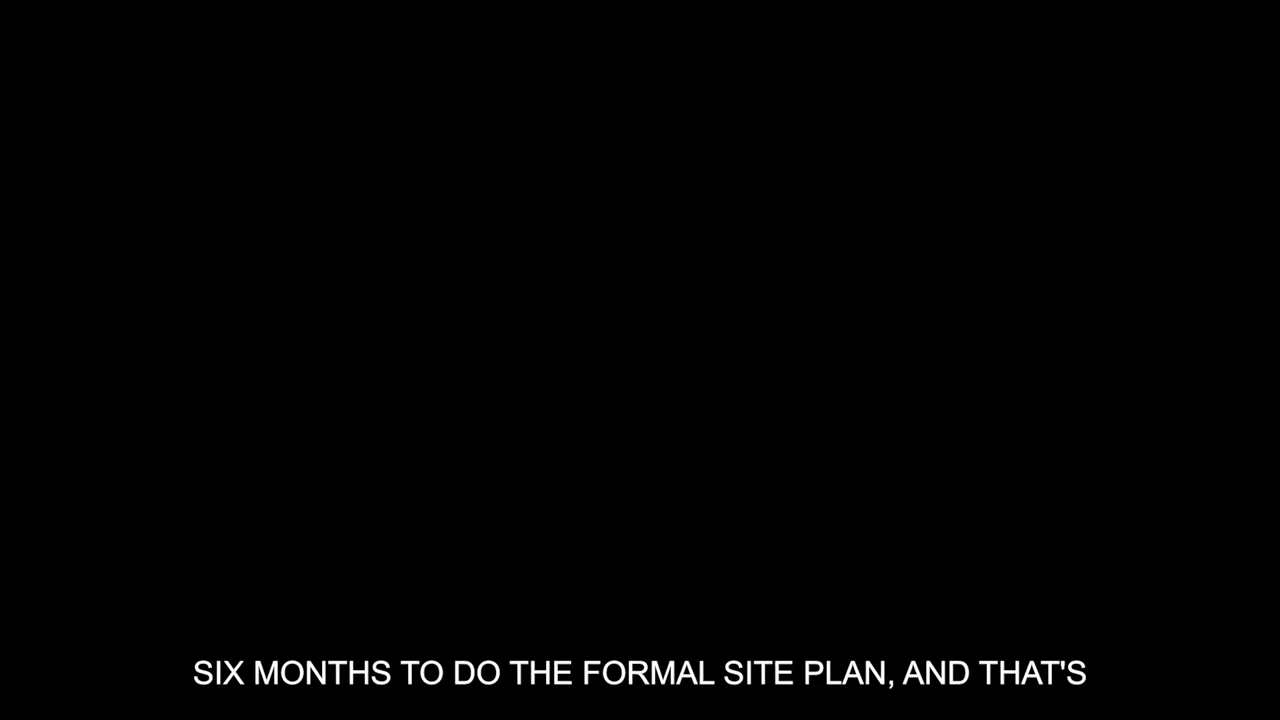 SIX MONTHS TO DO THE FORMAL SITE PLAN, AND THAT'S